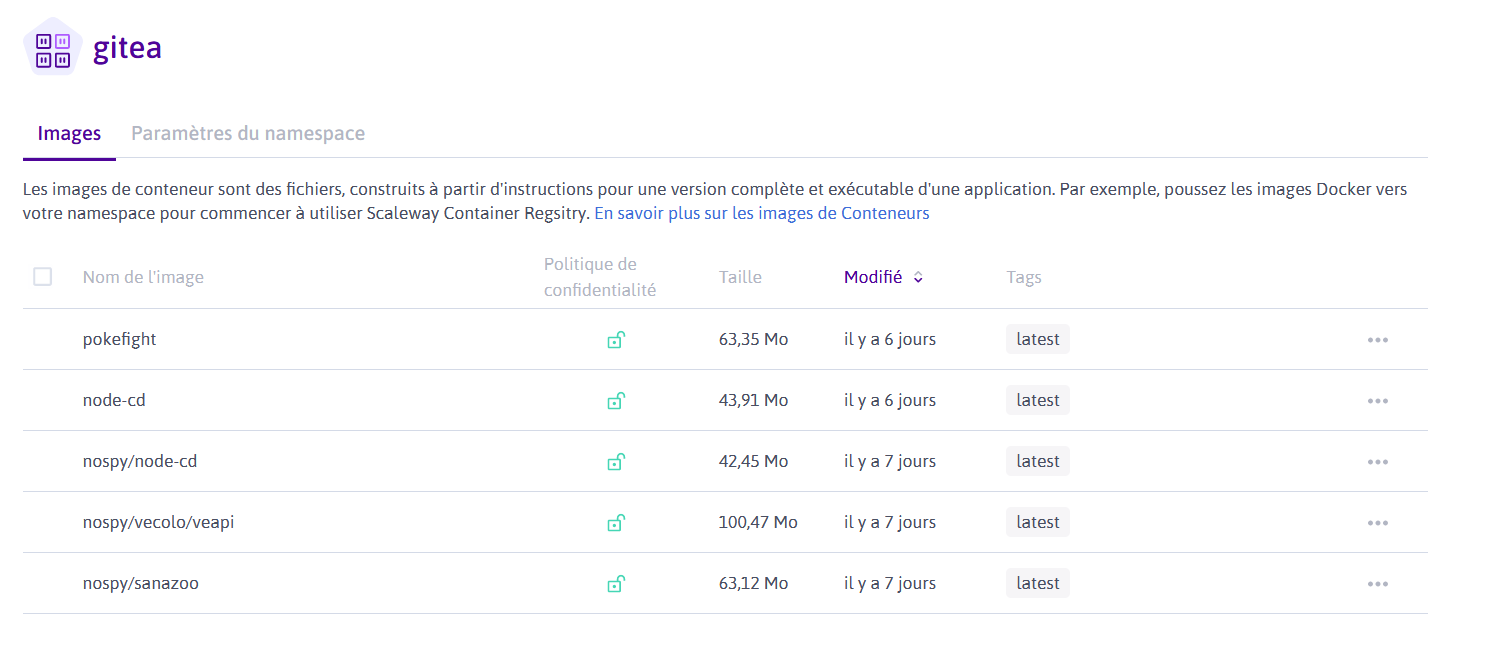 gitea
Images Paramètres du namespace
Les images de conteneur sont des fichiers, construits à partir d'instructions pour une version complète et exécutable d'une application. Par exemple, poussez les images Docker vers
votre namespace pour commencer à utiliser Scaleway Container Regsitry. En savoir plus sur les images de Conteneurs
Nom de l'image Politique de confidentialité Taille Modifié Tags
pokefight 63,35 Mo il y a 6 jours latest
node-cd 43,91 Mo il y a 6 jours latest
nospy/node-cd 42,45 Mo il y a 7 jours latest
nospy/vecolo/veapi 100,47 Mo il y a 7 jours latest
nospy/sanazoo 63,12 Mo il y a 7 jours latest